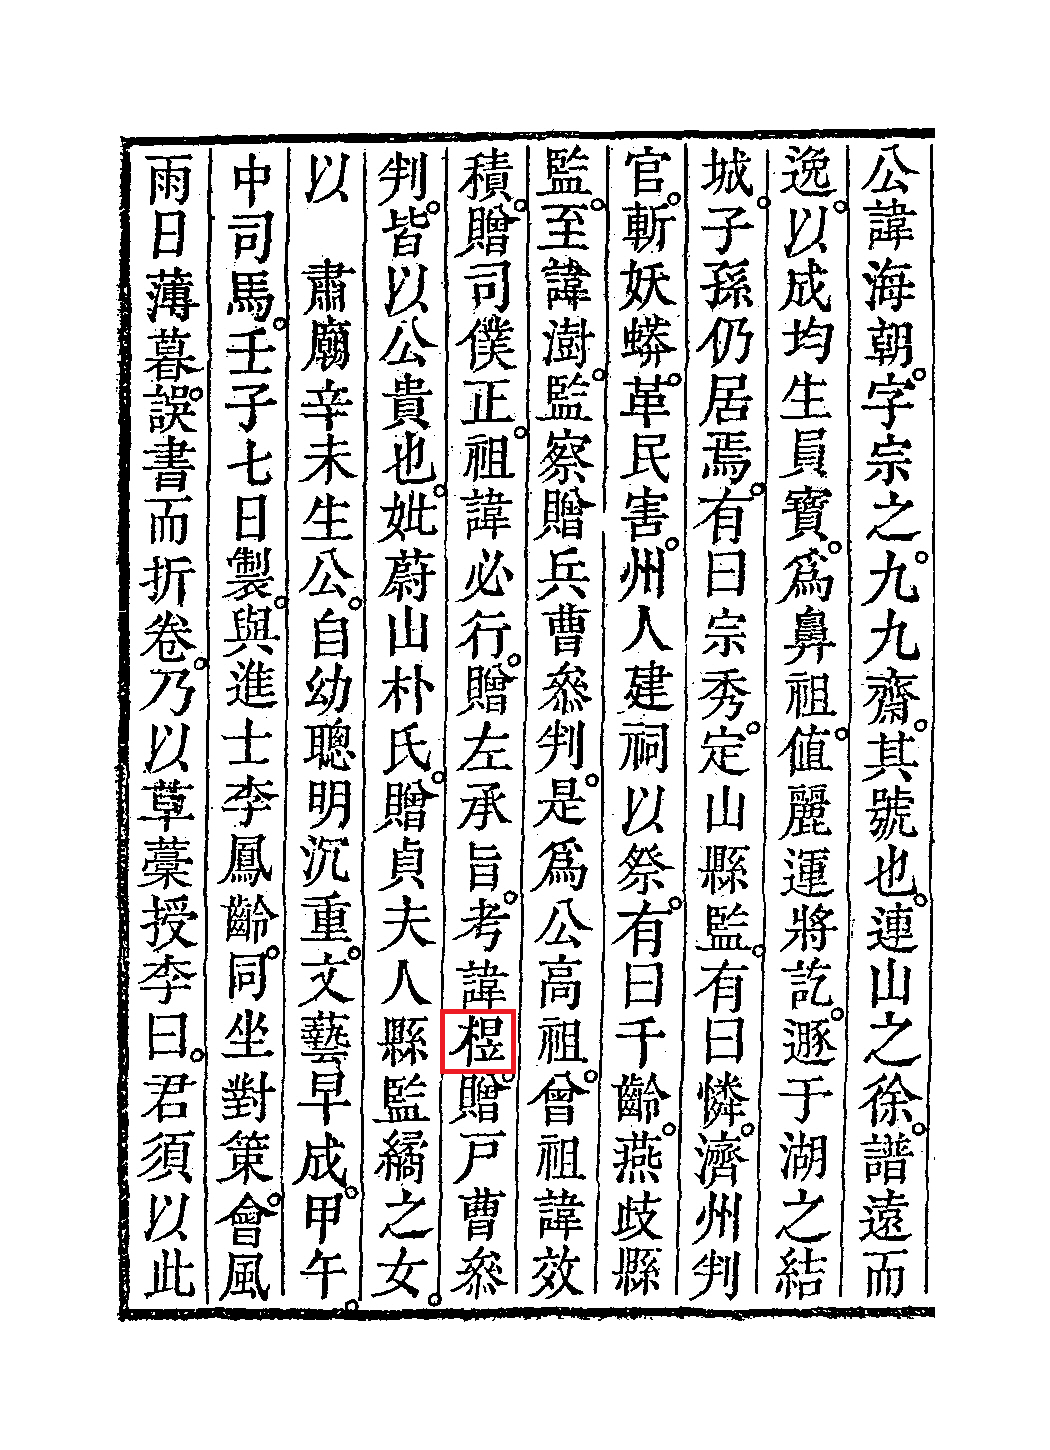 公諱海朝。字宗之。九九齋。其號也。連山之徐。譜遠而
逸。以成均生員寶。爲鼻祖。值麗運將訖。遯于湖之結
城。子孫仍居焉。有曰宗秀。定山縣監。有曰憐。濟州判
官。斬妖蟒。革民害。州人建祠以祭。有曰千齡。燕歧縣
監。至諱澍。監察贈兵曹叅判。是爲公高祖。曾祖諱效
積。贈司僕正。祖諱必行。贈左承旨。考諱。贈戶曹叅
判。皆以公貴也。妣蔚山朴氏。贈貞夫人縣監繘之女。
以　肅廟辛未生公。自幼聰明沉重。文藝早成。甲午。
中司馬。壬子七日製。與進士李鳳齡。同坐對策。會風
雨日薄暮。誤書而折卷。乃以草藁授李曰。君須以此